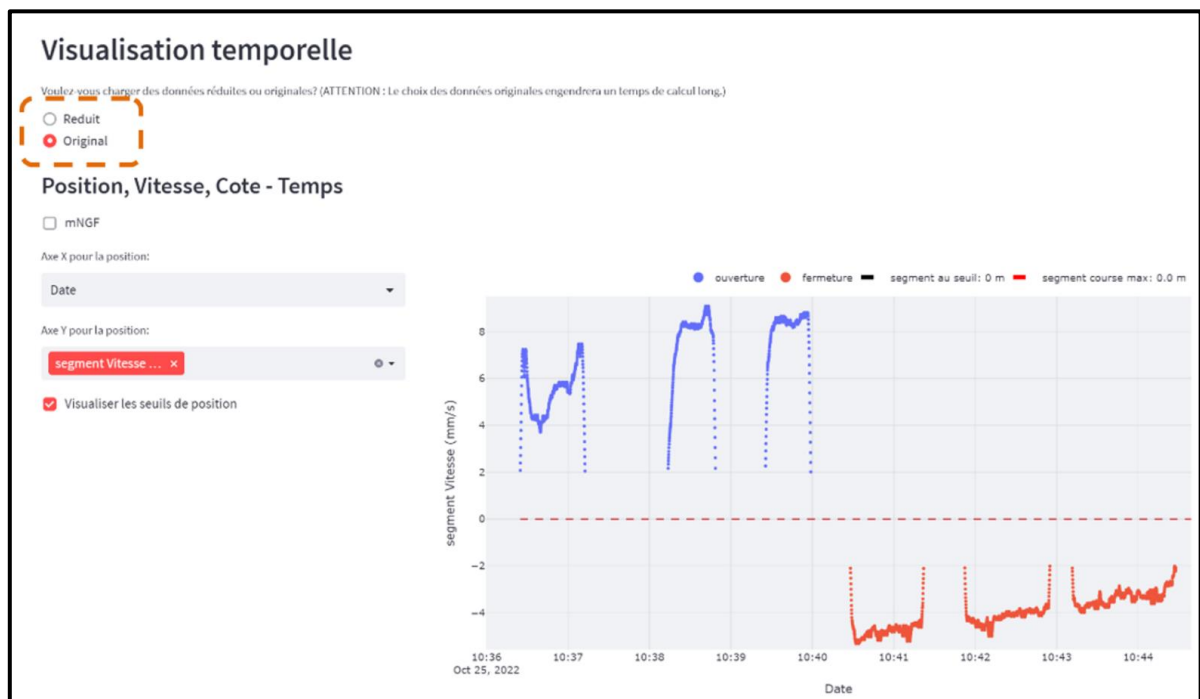 Visualisation temporelle
Voulez-vous charger des données réduites ou originales? (ATTENTION : Le choix des données originales engendrera un temps de calcul long.)
Reduit
Original
Position, Vitesse, Cote - Temps
mNGF
Axe X pour la position:
Date
Axe Y pour la position:
segment Vitesse ... ×
Visualiser les seuils de position
ouverture fermeture segment au seuil: 0 m segment course max: 0.0 m
segment Vitesse (mm/s)
8
6
4
2
0
−2
−4
10:36 10:37 10:38 10:39 10:40 10:41 10:42 10:43 10:44
Oct 25, 2022
Date